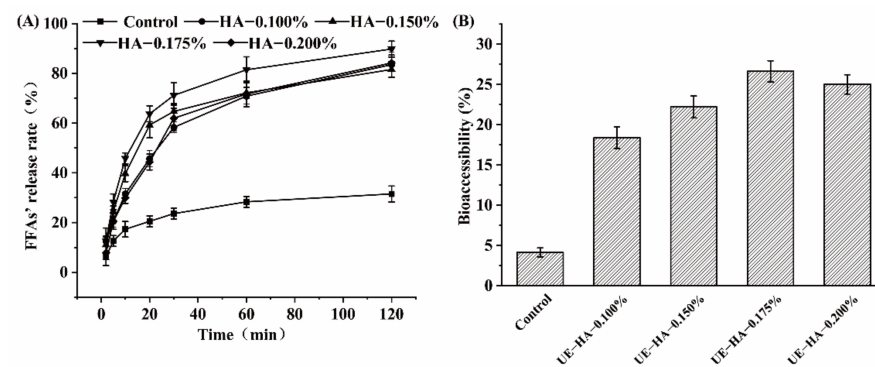 (A)
Control HA-0.100% HA-0.150%
HA-0.175% HA-0.200%
FFAs' release rate (%)
100
80
60
40
20
0
0 20 40 60 80 100 120
Time (min)
(B)
Bioaccessibility (%)
30
25
20
15
10
5
0
Control
UE-HA-0.100%
UE-HA-0.150%
UE-HA-0.175%
UE-HA-0.200%